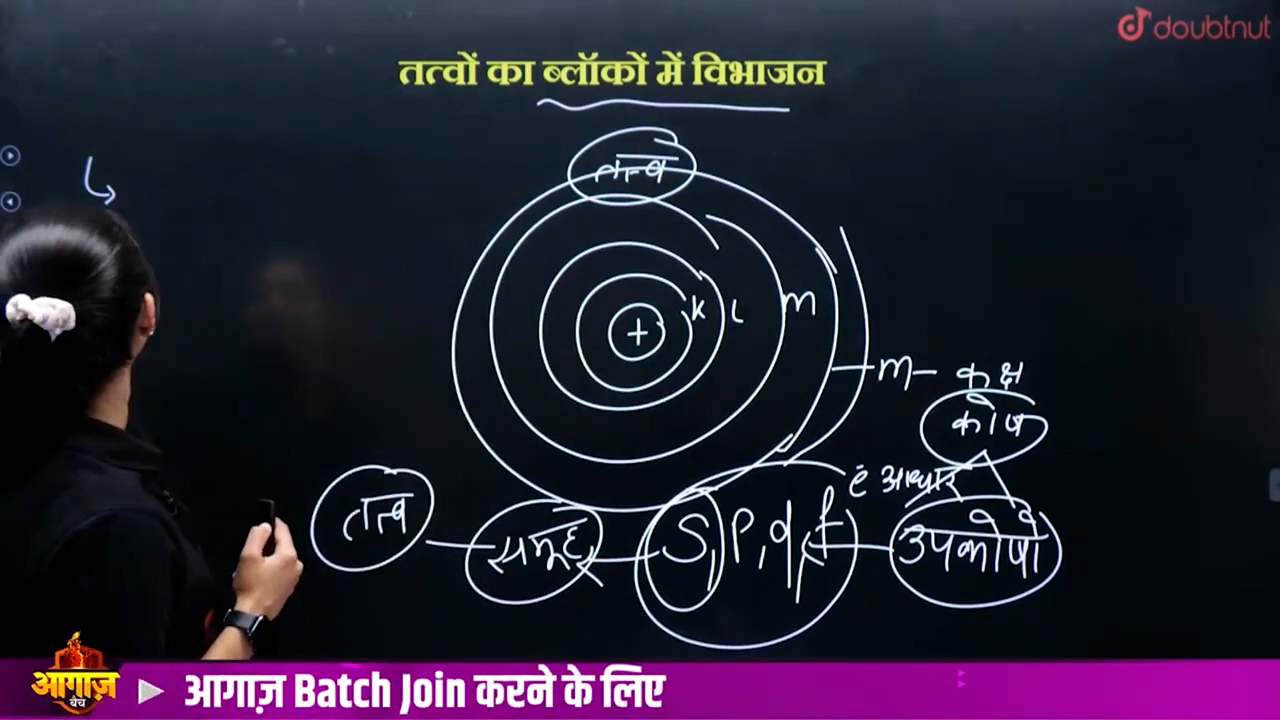 doubtnut
तत्वों का ब्लॉकों में विभाजन
तत्व
+ K L M
M - कक्ष
कोश
तत्व - समूह - S, P, d, f - उपकोषों के आधार
आगाज़ बैच
आगाज़ Batch Join करने के लिए